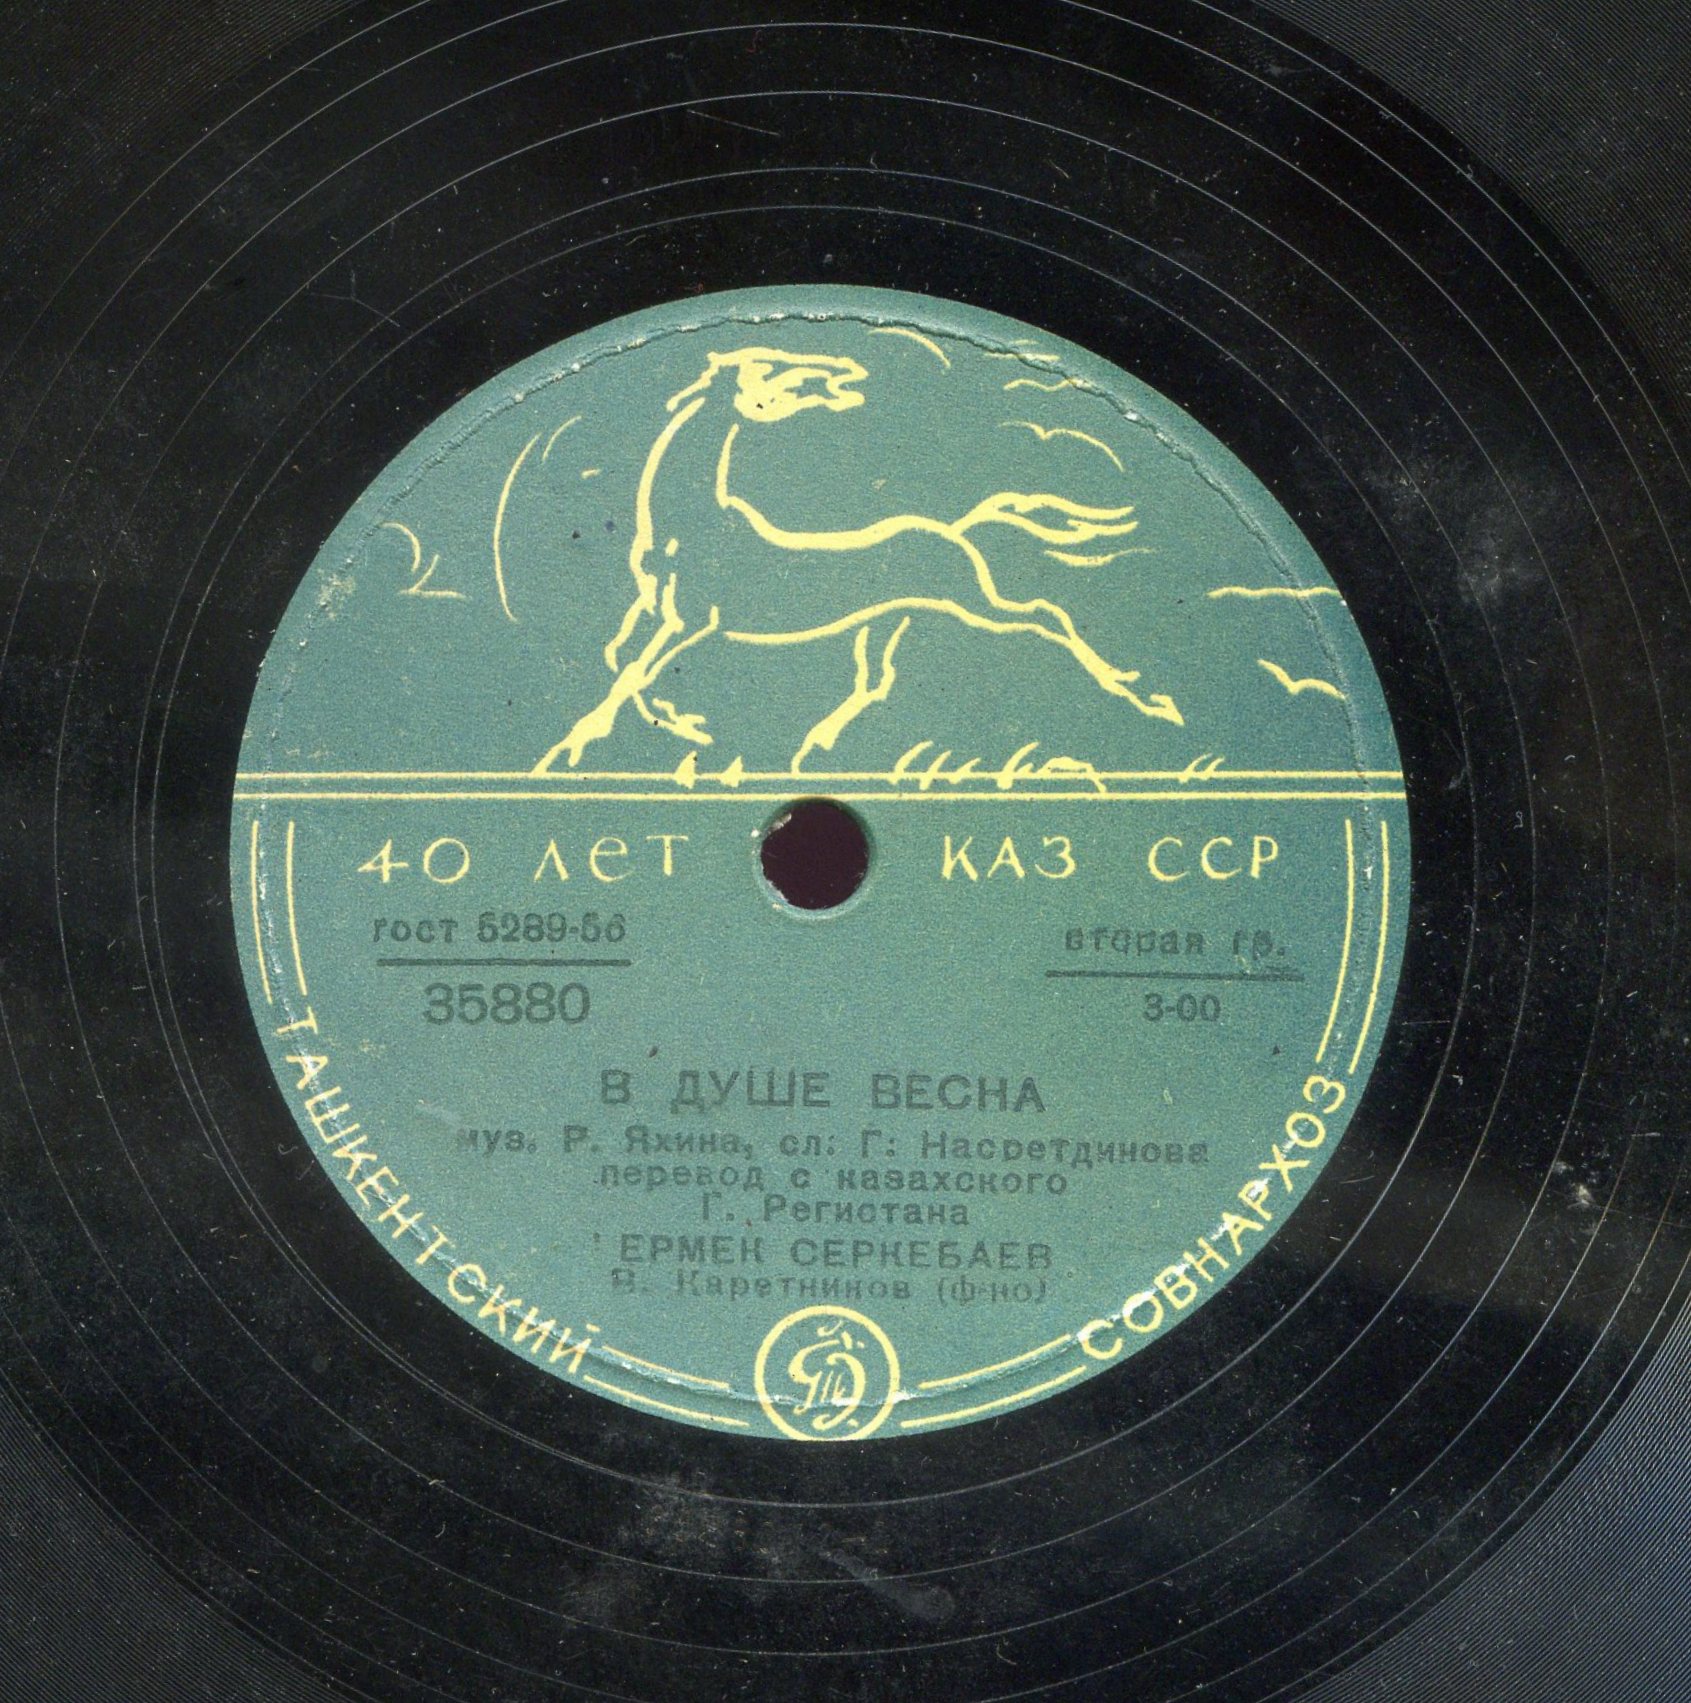 40 лет КАЗ ССР
гост 5289-56
вторая гр.
35880
3-00
В ДУШЕ ВЕСНА
муз. Р. Яхина, сл: Г: Насретдинова
перевод с казахского
Г. Регистана
ЕРМЕК СЕРКЕБАЕВ
В. Каретников (ф-но)
ТАШКЕНТСКИЙ СОВНАРХОЗ